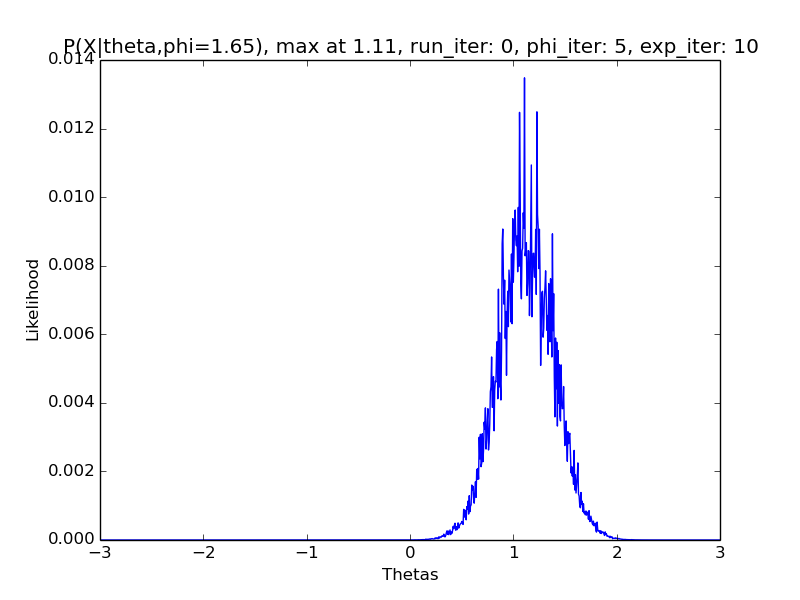 P(X|theta,phi=1.65), max at 1.11, run_iter: 0, phi_iter: 5, exp_iter: 10
0.014
0.012
0.010
0.008
0.006
0.004
0.002
0.000
Likelihood
−3 −2 −1 0 1 2 3
Thetas